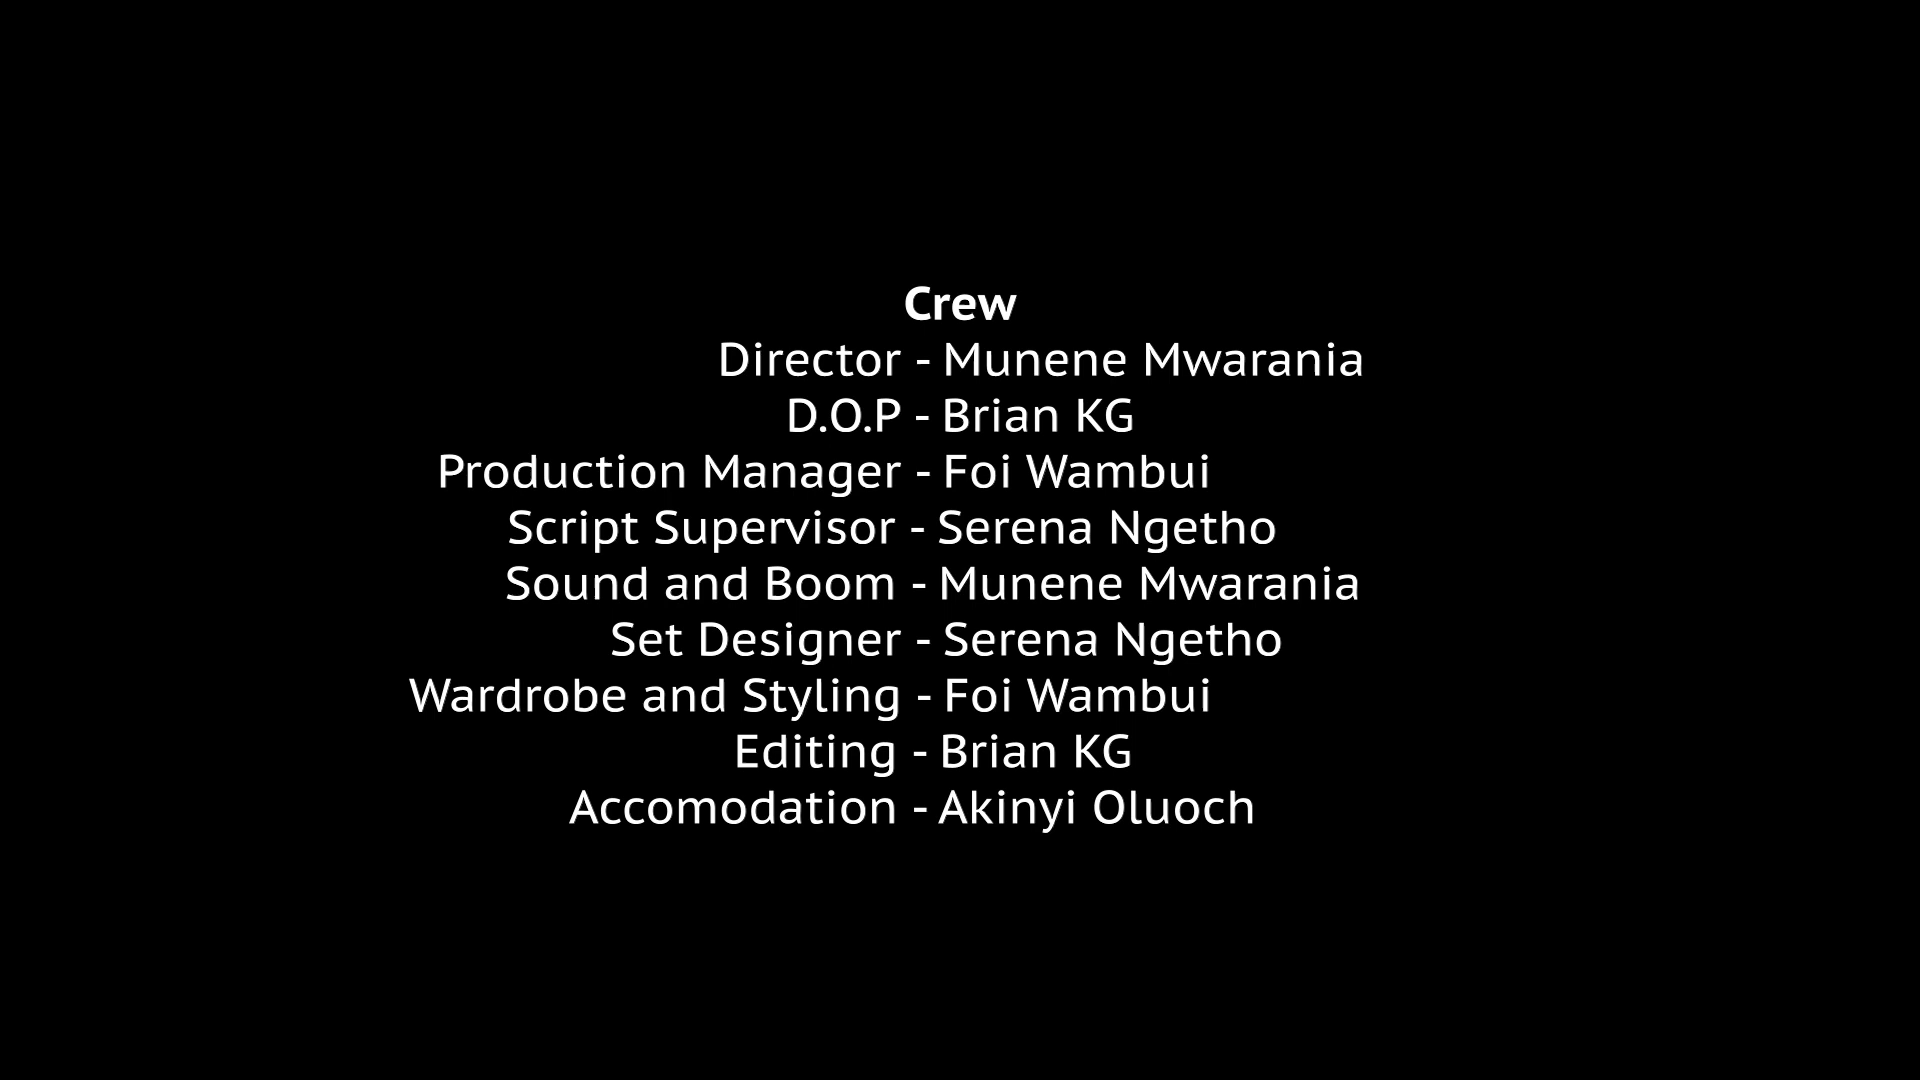 Crew
Director - Munene Mwarania
D.O.P - Brian KG
Production Manager - Foi Wambui
Script Supervisor - Serena Ngetho
Sound and Boom - Munene Mwarania
Set Designer - Serena Ngetho
Wardrobe and Styling - Foi Wambui
Editing - Brian KG
Accomodation - Akinyi Oluoch